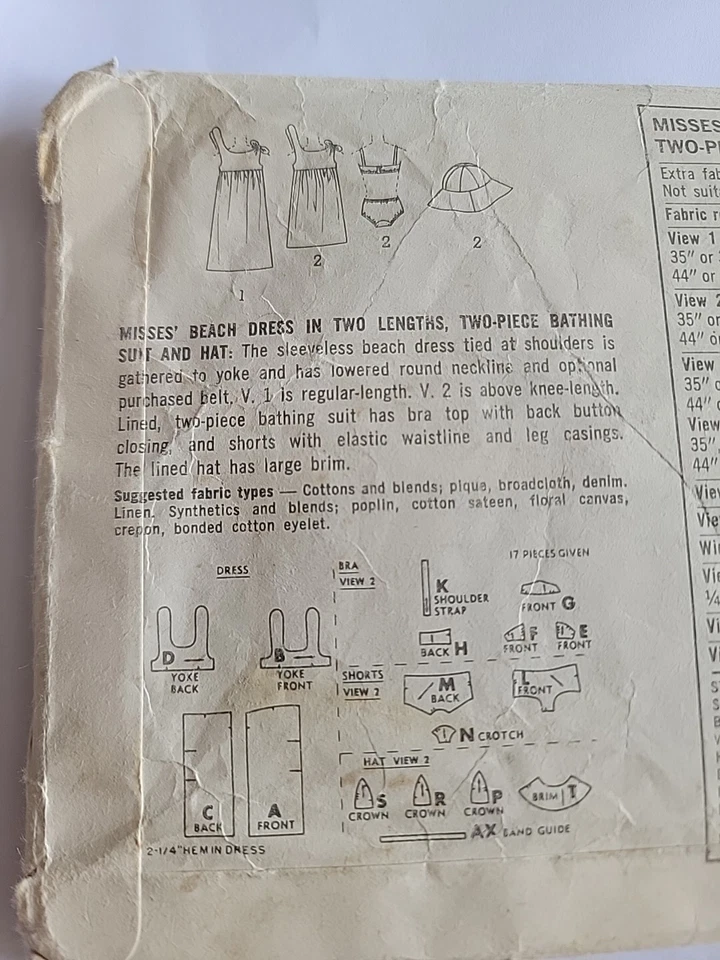 1
2
2
2
MISSES' BEACH DRESS IN TWO LENGTHS, TWO-PIECE BATHING
SUIT AND HAT: The sleeveless beach dress tied at shoulders is
gathered to yoke and has lowered round neckline and optional
purchased belt, V. 1 is regular-length. V. 2 is above knee-length.
Lined, two-piece bathing suit has bra top with back button
closing, and shorts with elastic waistline and leg casings.
The lined hat has large brim.
Suggested fabric types — Cottons and blends; pique, broadcloth, denim.
Linen. Synthetics and blends; poplin, cotton sateen, floral canvas,
crepon, bonded cotton eyelet.
17 PIECES GIVEN
DRESS
D
YOKE
BACK
B
YOKE
FRONT
C
BACK
A
FRONT
2-1/4" HEM IN DRESS
BRA
VIEW 2
K
SHOULDER
STRAP
FRONT G
BACK H
F
FRONT
E
FRONT
SHORTS
VIEW 2
M
BACK
L
FRONT
N CROTCH
HAT VIEW 2
S
CROWN
R
CROWN
P
CROWN
BRIM T
AX BAND GUIDE
MISSES
TWO-P
Extra fab
Not suit
Fabric r
View 1
35" or
44" or
View 2
35" or
44" o
View
35"
44"
View
35"
44"
View
Vie
Wi
Vie
Vi
V